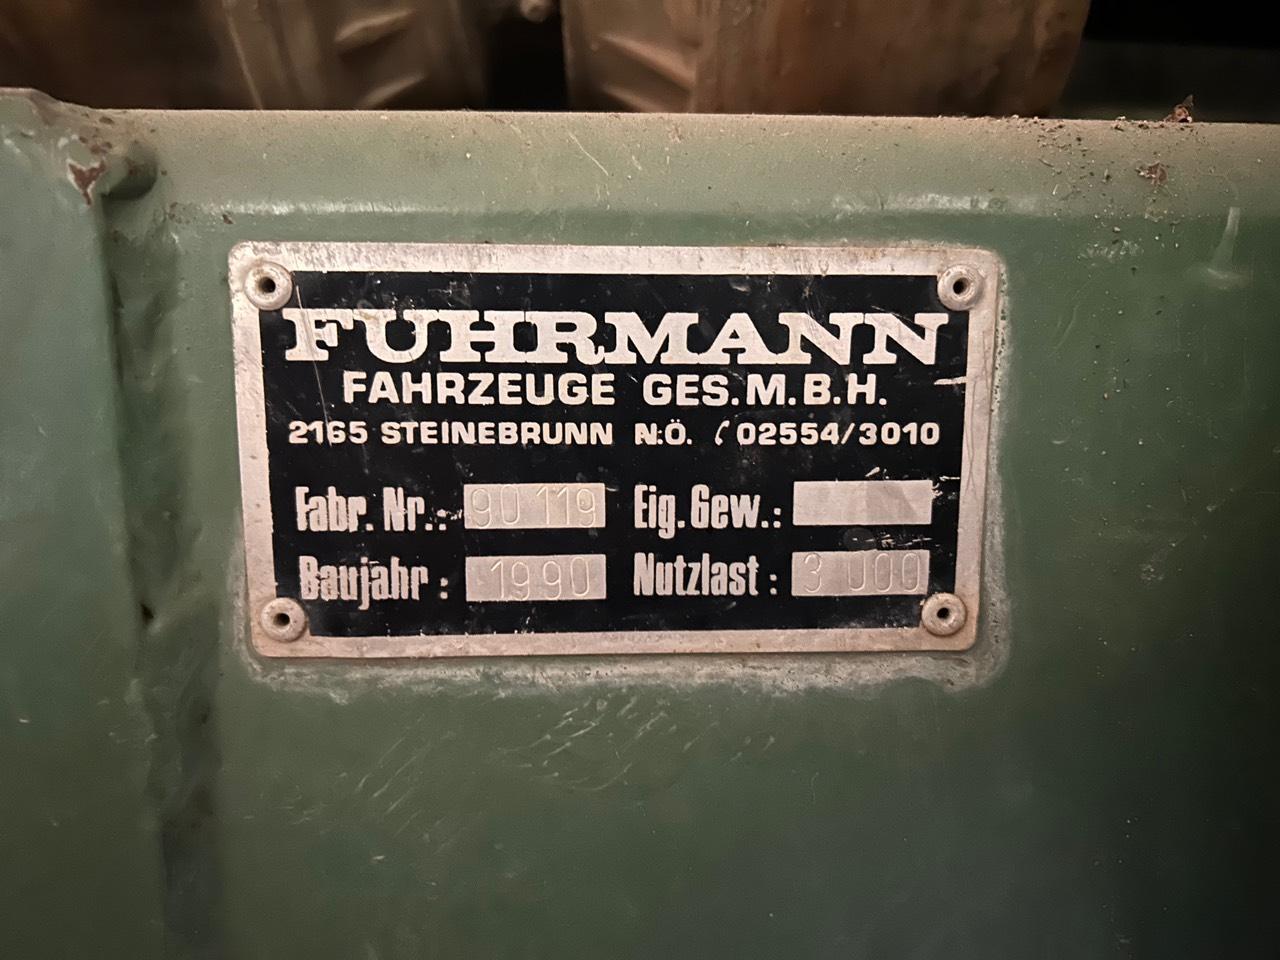 FUHRMANN
FAHRZEUGE GES.M.B.H.
2165 STEINEBRUNN N.Ö. 02554/3010
Fabr. Nr.: 90 119 Eig. Gew.:
Baujahr: 1990 Nutzlast: 3 000